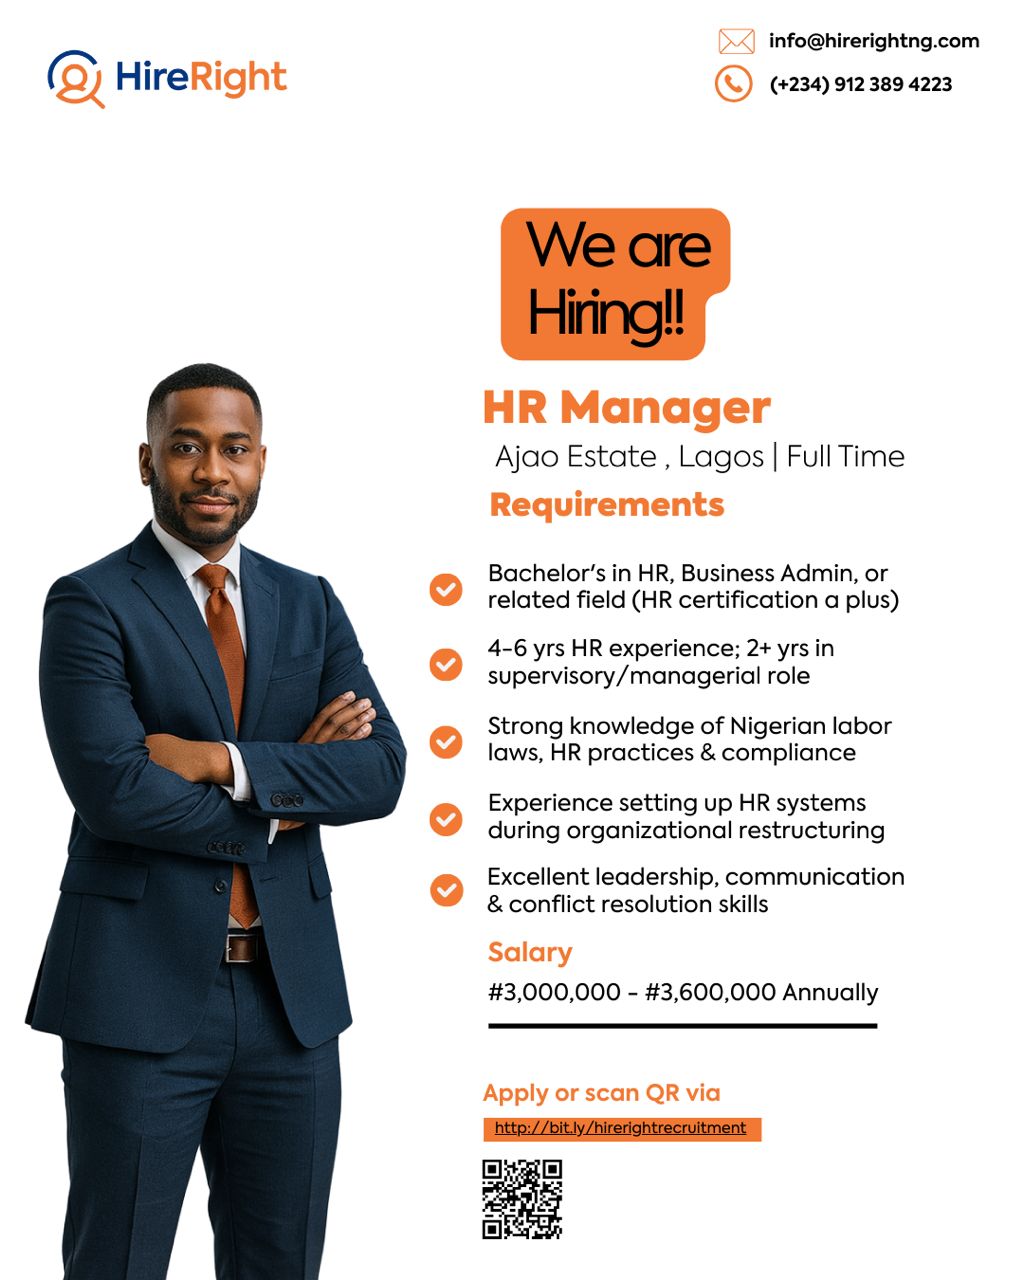 HireRight
info@hirerightng.com
(+234) 912 389 4223
We are
Hiring!!
HR Manager
Ajao Estate , Lagos | Full Time
Requirements
Bachelor's in HR, Business Admin, or
related field (HR certification a plus)
4-6 yrs HR experience; 2+ yrs in
supervisory/managerial role
Strong knowledge of Nigerian labor
laws, HR practices & compliance
Experience setting up HR systems
during organizational restructuring
Excellent leadership, communication
& conflict resolution skills
Salary
#3,000,000 - #3,600,000 Annually
Apply or scan QR via
http://bit.ly/hirerightrecruitment